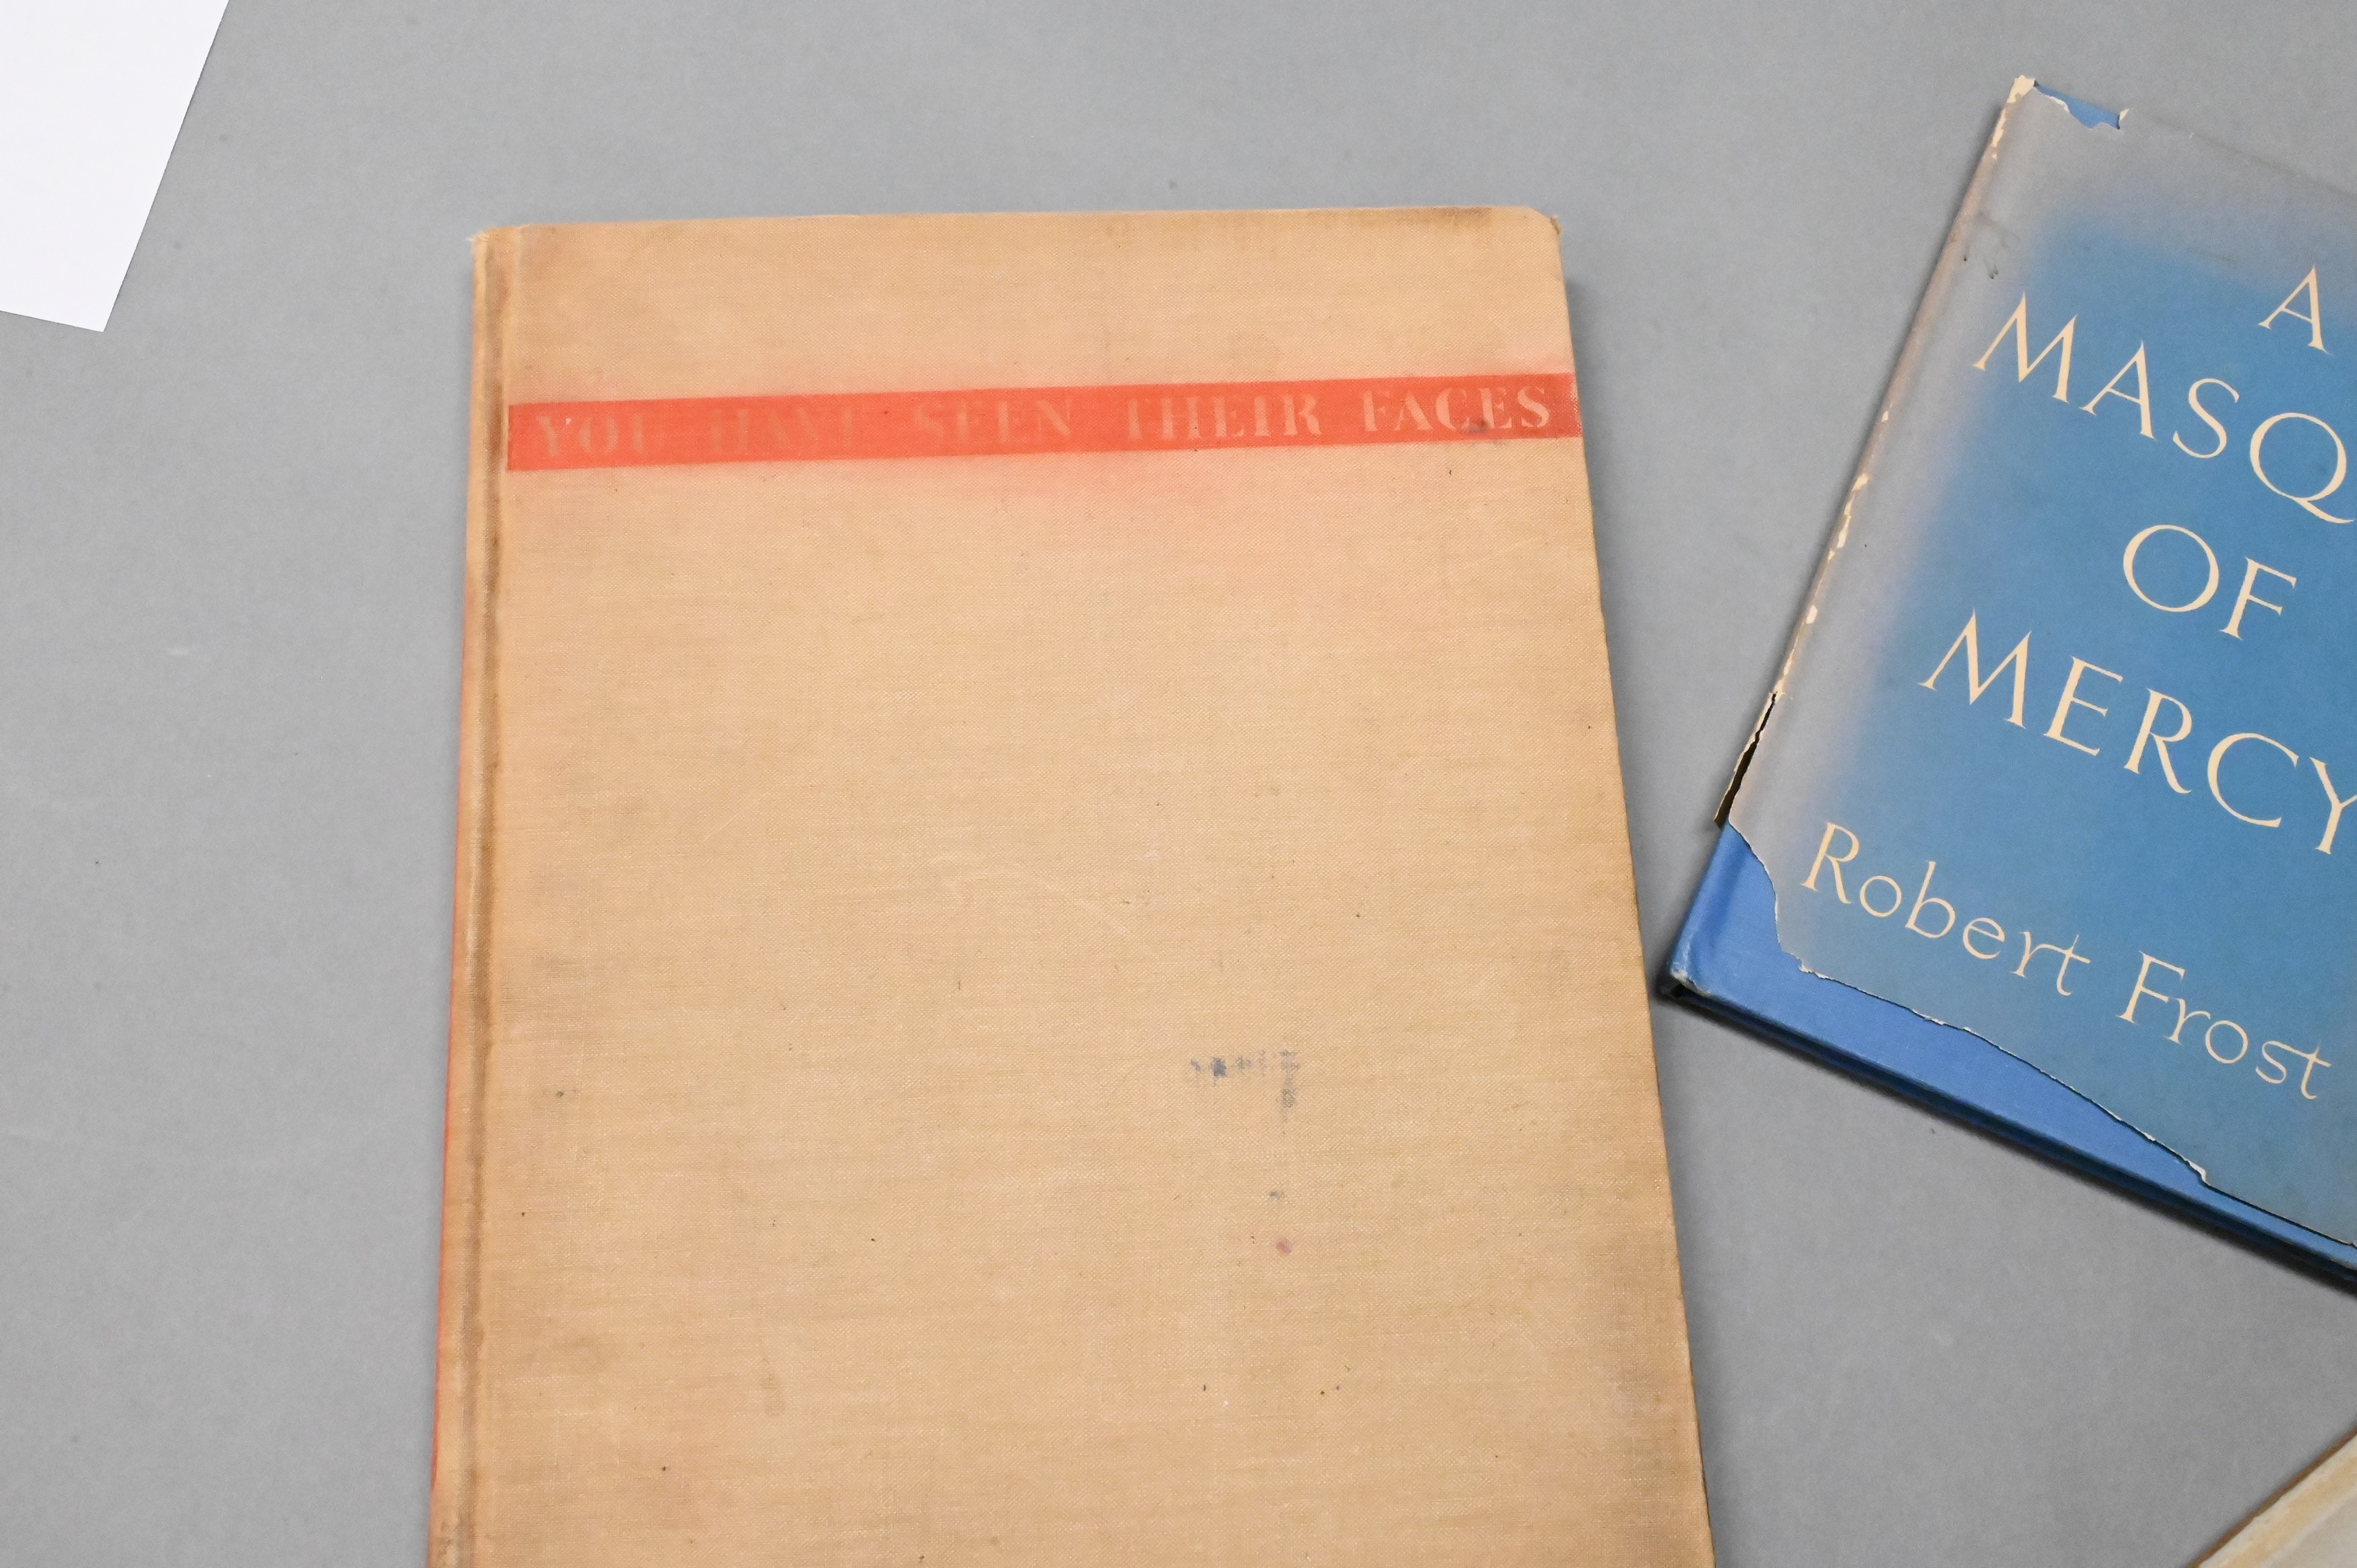 YOU HAVE SEEN THEIR FACES
A
MASQ
OF
MERCY
Robert Frost